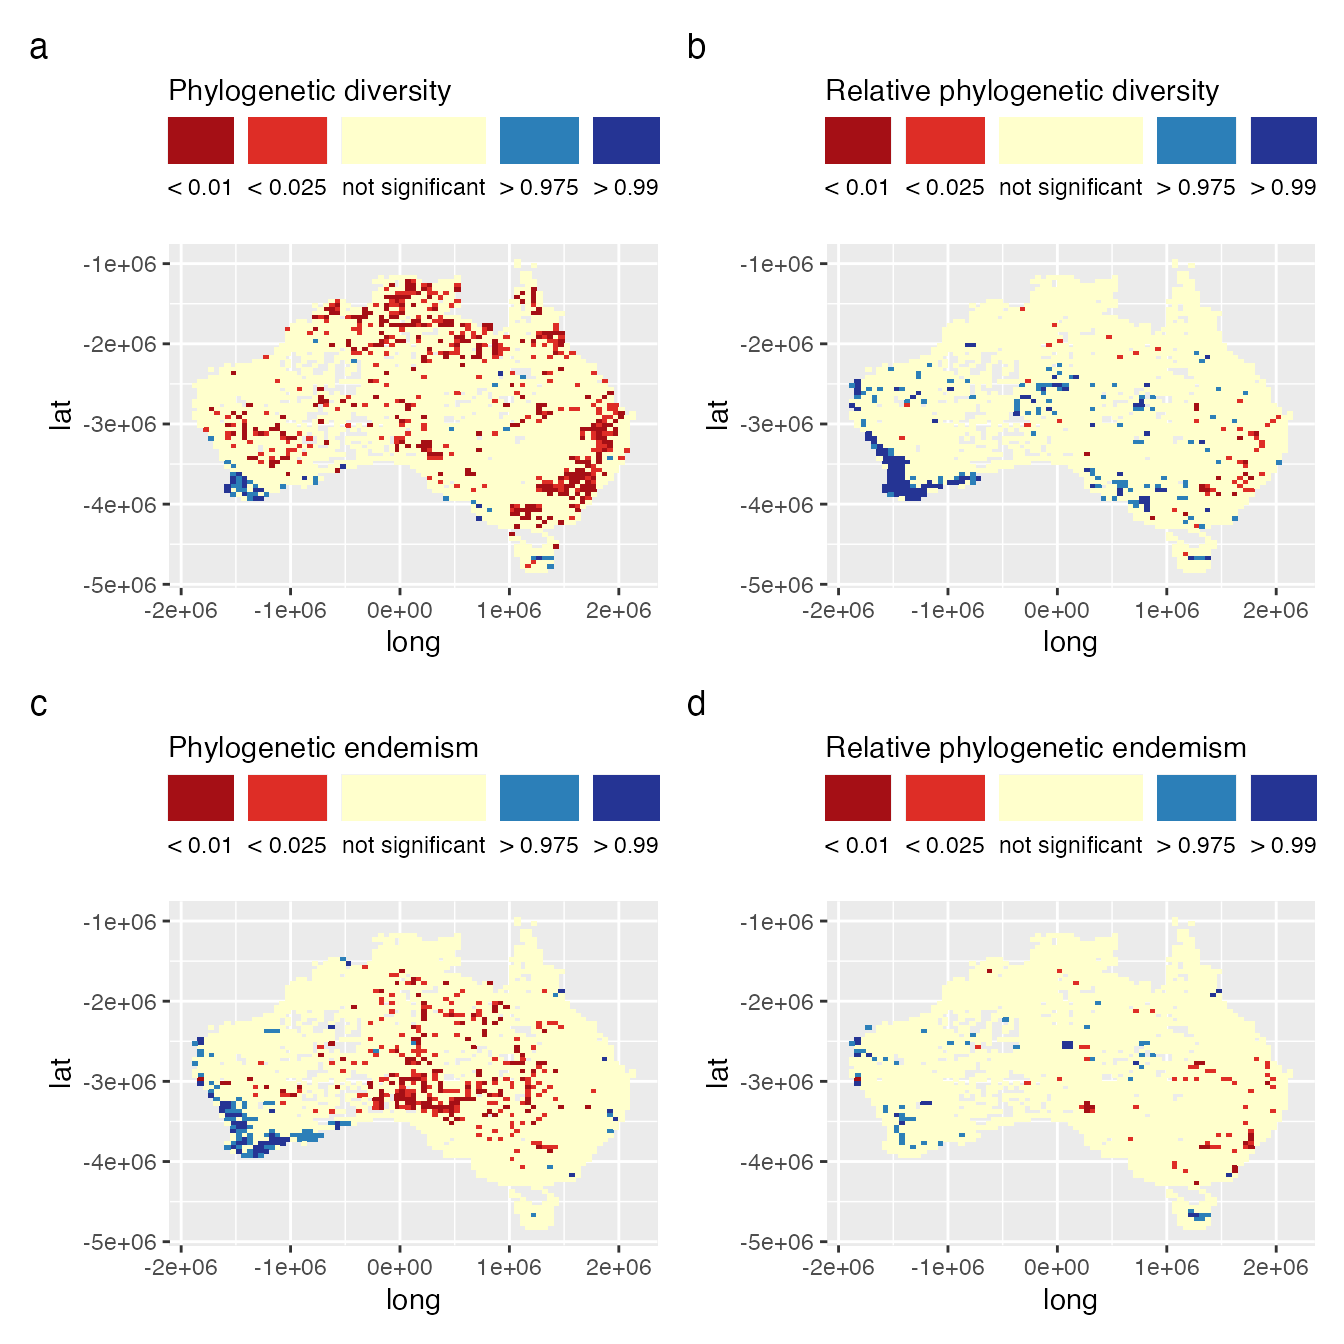 a
Phylogenetic diversity
< 0.01 < 0.025 not significant > 0.975 > 0.99
-1e+06
-2e+06
-3e+06
-4e+06
-5e+06
lat
-2e+06 -1e+06 0e+00 1e+06 2e+06
long
b
Relative phylogenetic diversity
< 0.01 < 0.025 not significant > 0.975 > 0.99
-1e+06
-2e+06
-3e+06
-4e+06
-5e+06
lat
-2e+06 -1e+06 0e+00 1e+06 2e+06
long
c
Phylogenetic endemism
< 0.01 < 0.025 not significant > 0.975 > 0.99
-1e+06
-2e+06
-3e+06
-4e+06
-5e+06
lat
-2e+06 -1e+06 0e+00 1e+06 2e+06
long
d
Relative phylogenetic endemism
< 0.01 < 0.025 not significant > 0.975 > 0.99
-1e+06
-2e+06
-3e+06
-4e+06
-5e+06
lat
-2e+06 -1e+06 0e+00 1e+06 2e+06
long